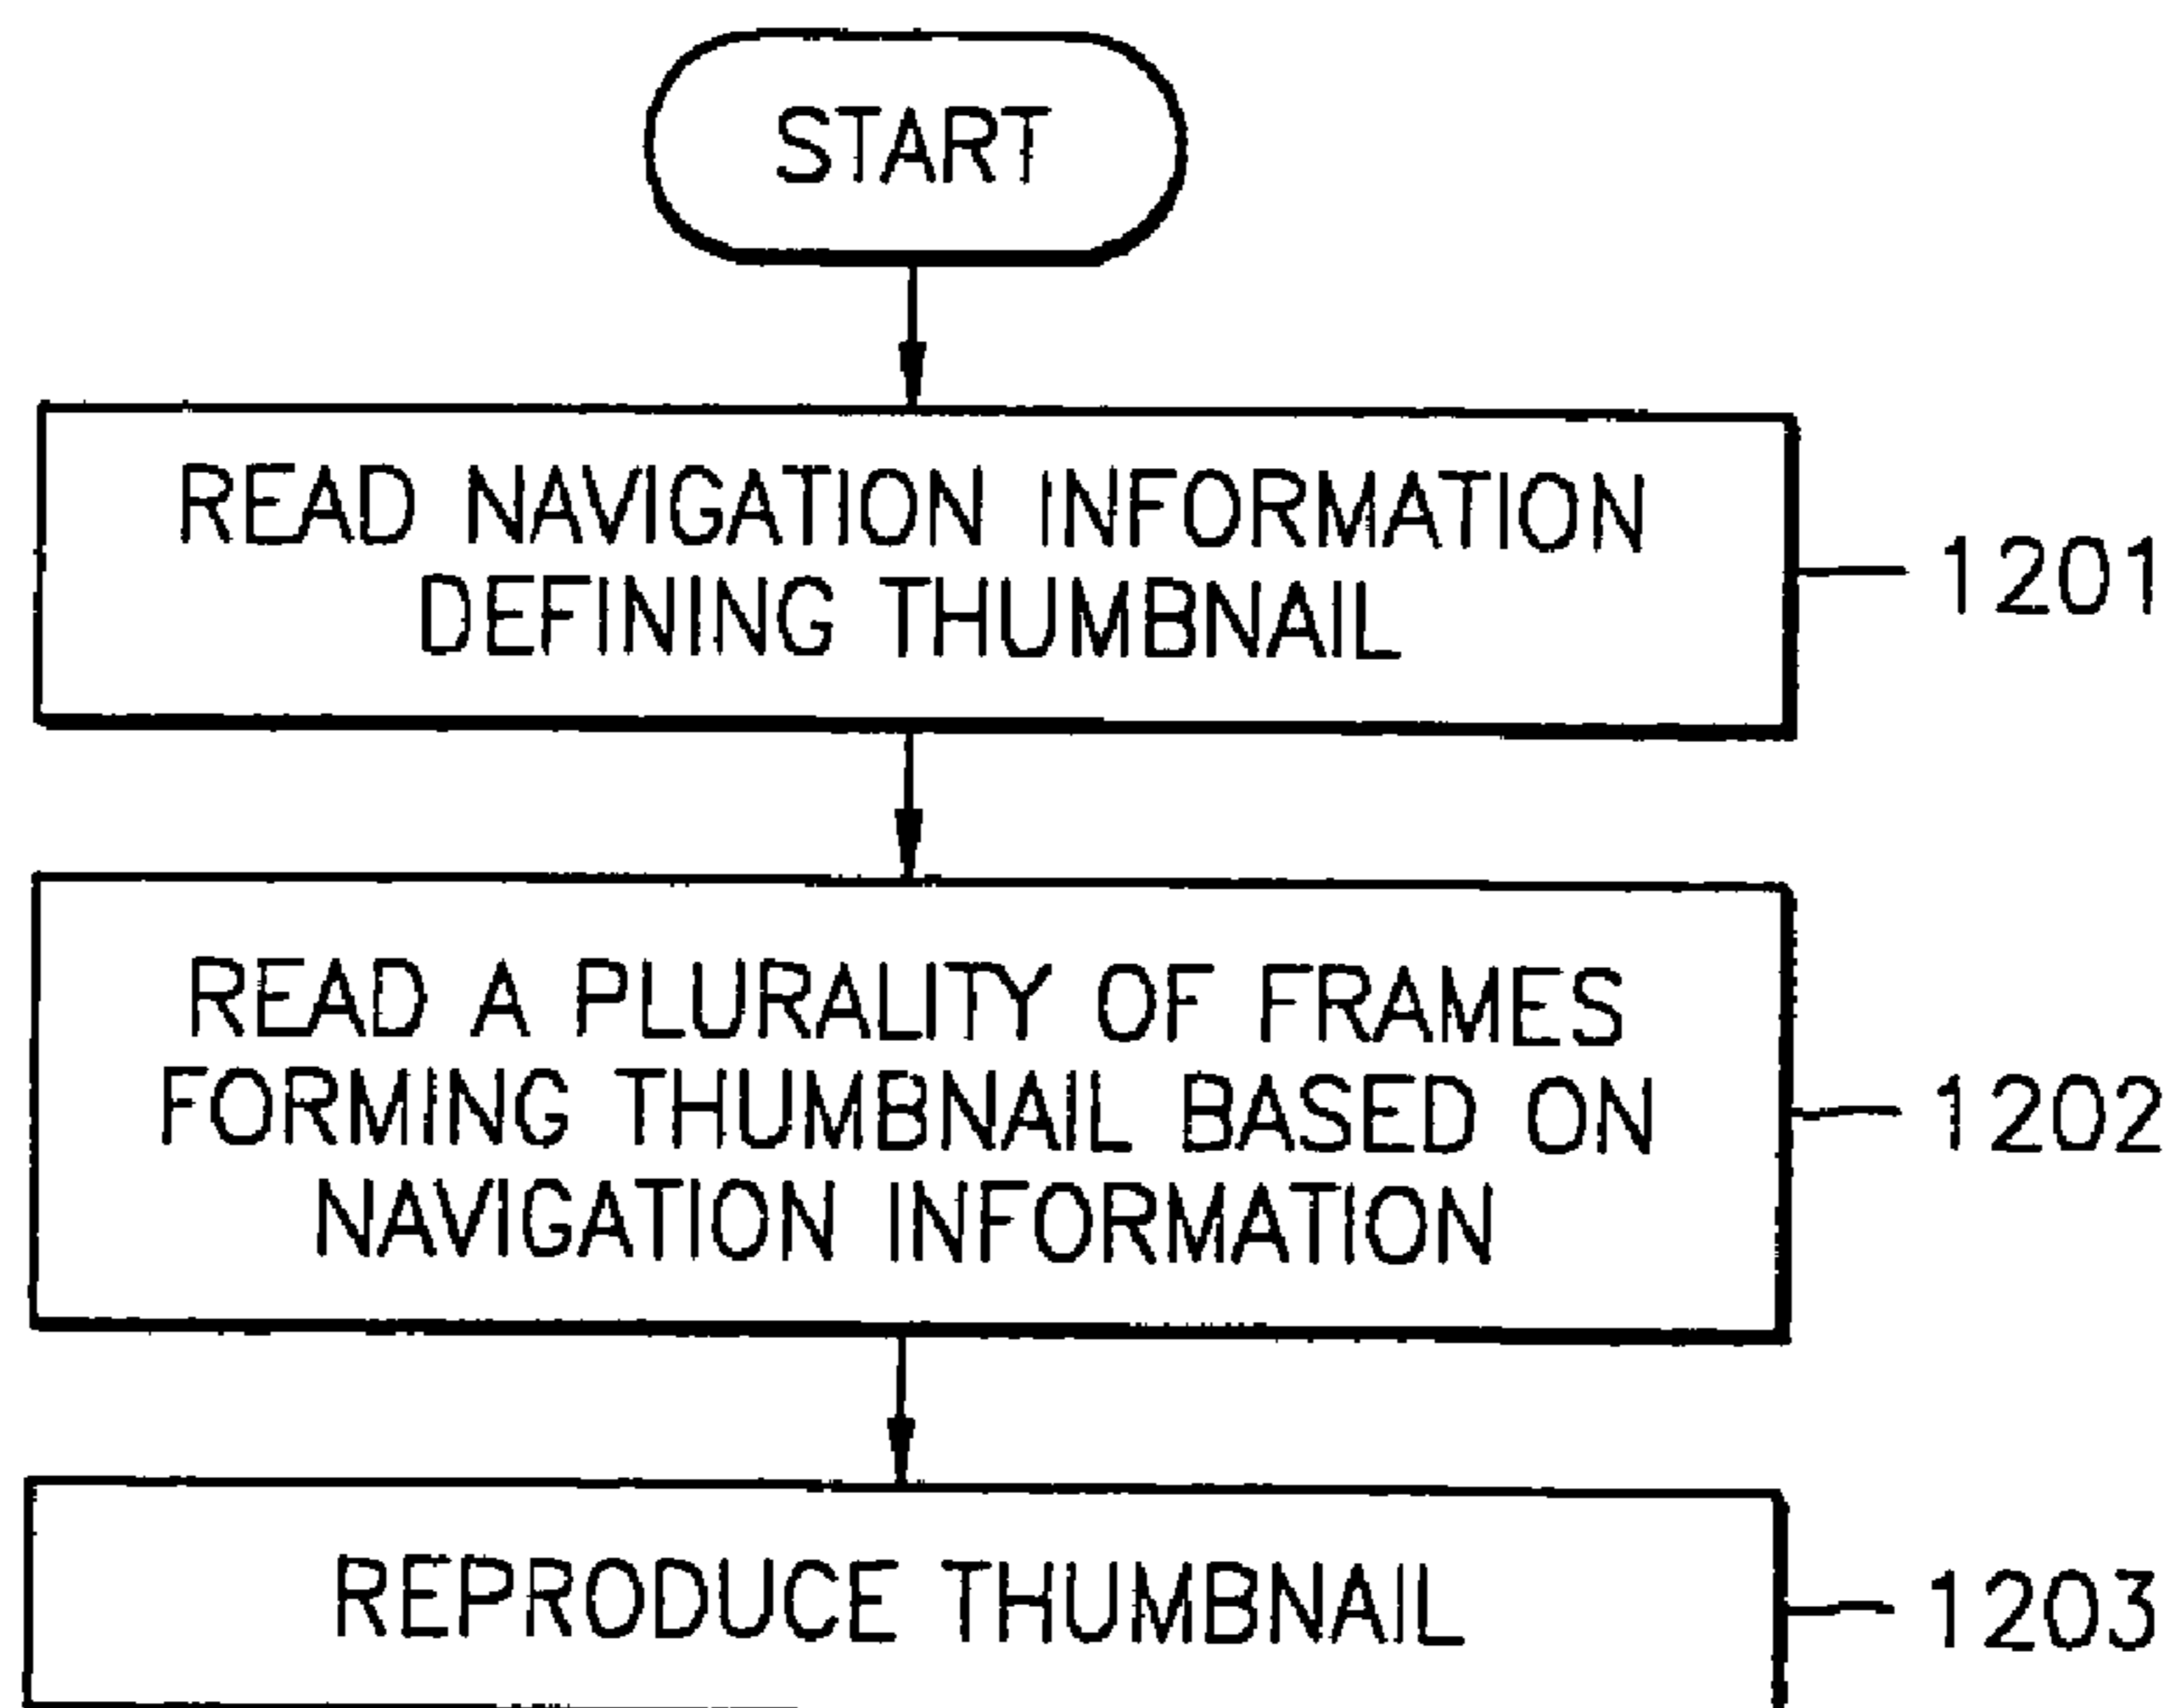 START
READ NAVIGATION INFORMATION
DEFINING THUMBNAIL
1201
READ A PLURALITY OF FRAMES
FORMING THUMBNAIL BASED ON
NAVIGATION INFORMATION
1202
REPRODUCE THUMBNAIL
1203